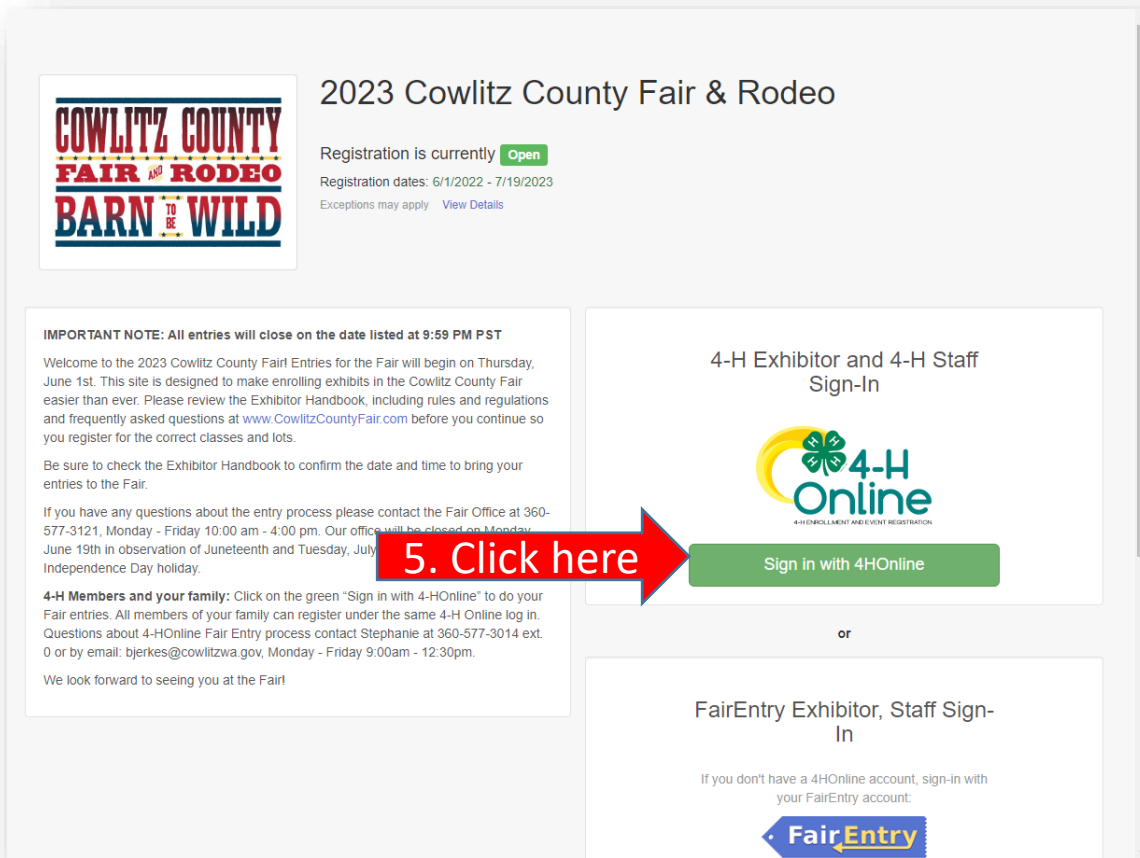 COWLITZ COUNTY
FAIR AND RODEO
BARN TO BE WILD
2023 Cowlitz County Fair & Rodeo
Registration is currently Open
Registration dates: 6/1/2022 - 7/19/2023
Exceptions may apply View Details
IMPORTANT NOTE: All entries will close on the date listed at 9:59 PM PST
Welcome to the 2023 Cowlitz County Fair! Entries for the Fair will begin on Thursday,
June 1st. This site is designed to make enrolling exhibits in the Cowlitz County Fair
easier than ever. Please review the Exhibitor Handbook, including rules and regulations
and frequently asked questions at www.CowlitzCountyFair.com before you continue so
you register for the correct classes and lots.
Be sure to check the Exhibitor Handbook to confirm the date and time to bring your
entries to the Fair.
If you have any questions about the entry process please contact the Fair Office at 360-
577-3121, Monday - Friday 10:00 am - 4:00 pm. Our office will be closed on Monday,
June 19th in observation of Juneteenth and Tuesday, July
Independence Day holiday.
4-H Members and your family: Click on the green “Sign in with 4-HOnline” to do your
Fair entries. All members of your family can register under the same 4-H Online log in.
Questions about 4-HOnline Fair Entry process contact Stephanie at 360-577-3014 ext.
0 or by email: bjerkes@cowlitzwa.gov, Monday - Friday 9:00am - 12:30pm.
We look forward to seeing you at the Fair!
5. Click here
4-H Exhibitor and 4-H Staff
Sign-In
H H H H
4-H
Online
4-H ENROLLMENT AND EVENT REGISTRATION
Sign in with 4HOnline
or
FairEntry Exhibitor, Staff Sign-
In
If you don't have a 4HOnline account, sign-in with
your FairEntry account:
FairEntry